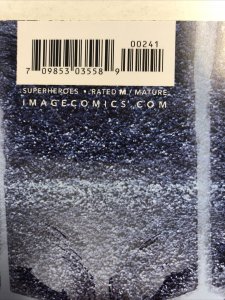 00241
7 09853 03558 9
SUPERHEROES • RATED M / MATURE
IMAGECOMICS.COM